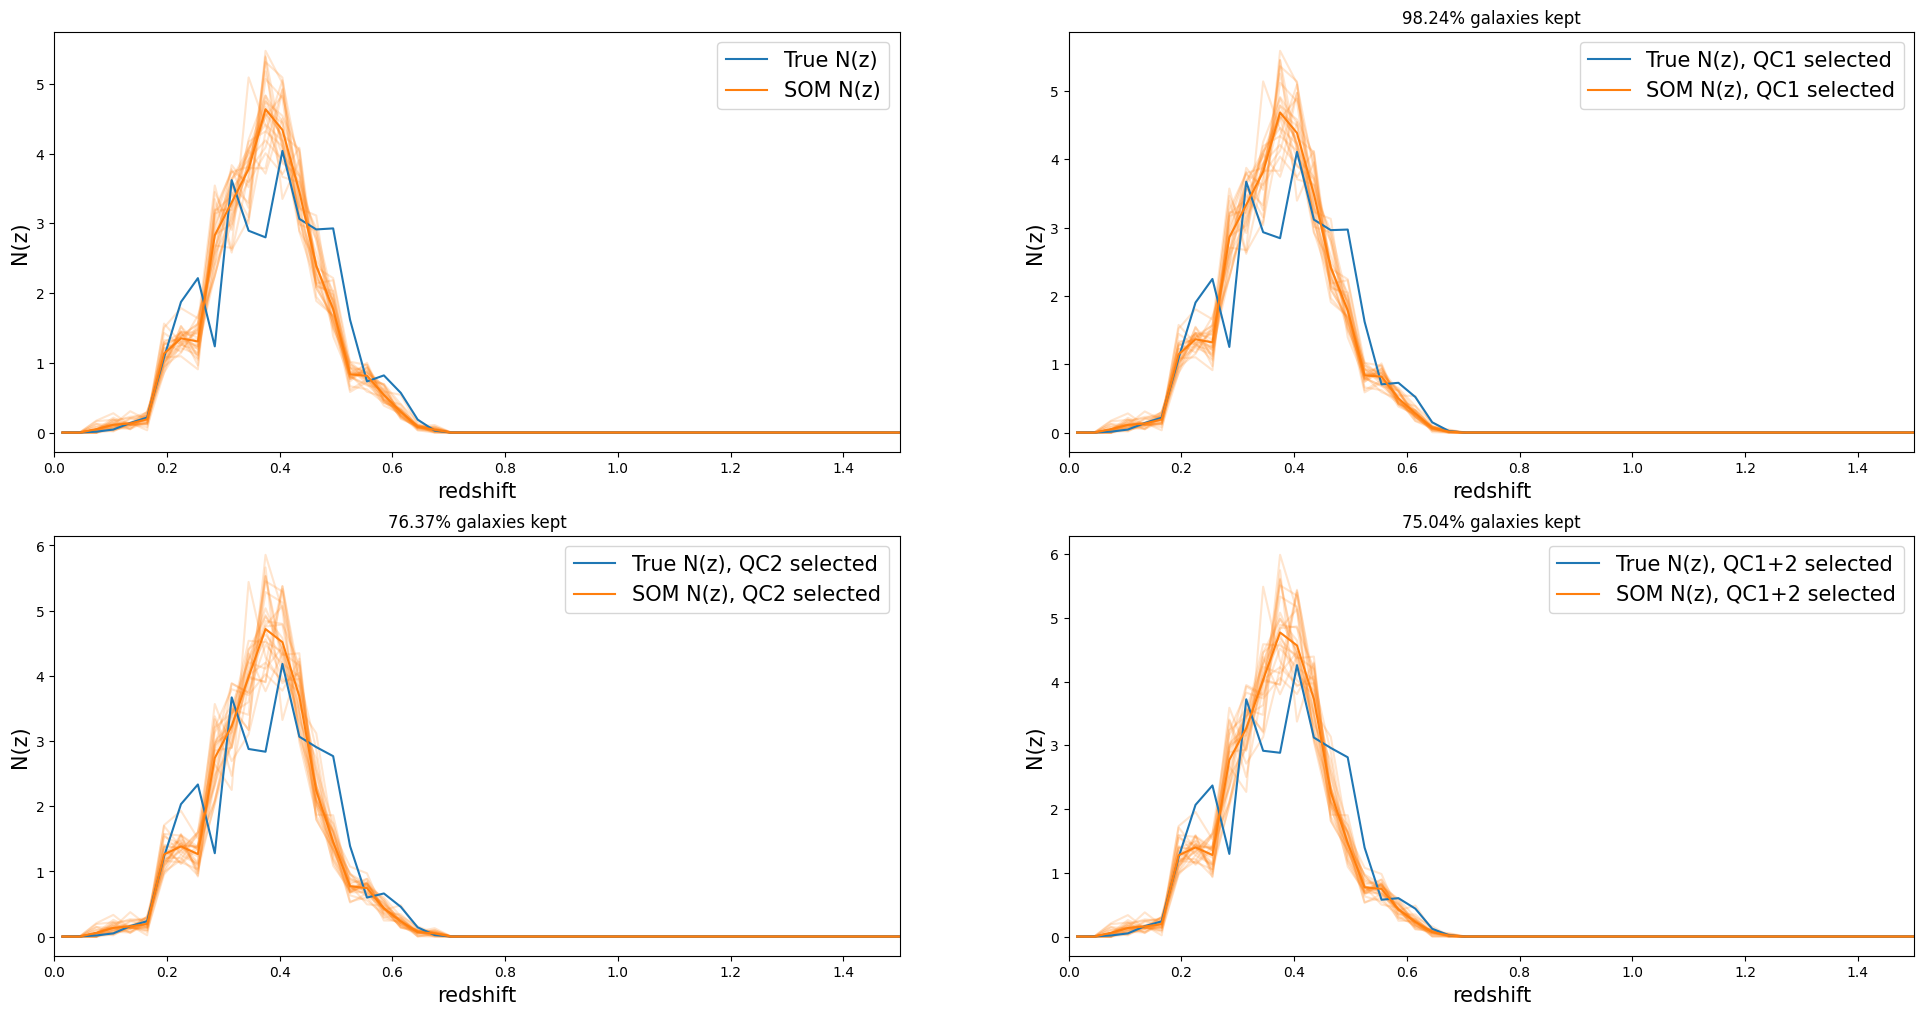 True N(z)
SOM N(z)
N(z)
5
4
3
2
1
0
0.0 0.2 0.4 0.6 0.8 1.0 1.2 1.4
redshift
98.24% galaxies kept
True N(z), QC1 selected
SOM N(z), QC1 selected
N(z)
5
4
3
2
1
0
0.0 0.2 0.4 0.6 0.8 1.0 1.2 1.4
redshift
76.37% galaxies kept
True N(z), QC2 selected
SOM N(z), QC2 selected
N(z)
6
5
4
3
2
1
0
0.0 0.2 0.4 0.6 0.8 1.0 1.2 1.4
redshift
75.04% galaxies kept
True N(z), QC1+2 selected
SOM N(z), QC1+2 selected
N(z)
6
5
4
3
2
1
0
0.0 0.2 0.4 0.6 0.8 1.0 1.2 1.4
redshift